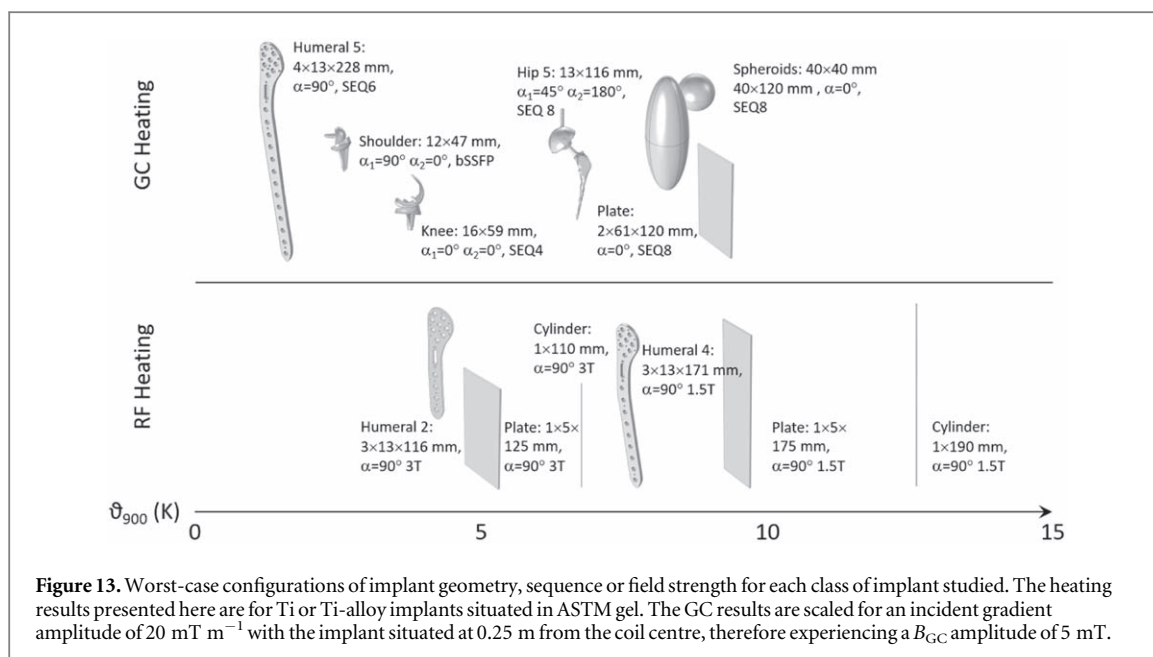 GC Heating
Humeral 5:
4×13×228 mm,
α=90°, SEQ6
Shoulder: 12×47 mm,
α₁=90° α₂=0°, bSSFP
Knee: 16×59 mm,
α₁=0° α₂=0°, SEQ4
Hip 5: 13×116 mm,
α₁=45° α₂=180°,
SEQ 8
Plate:
2×61×120 mm,
α=0°, SEQ8
Spheroids: 40×40 mm
40×120 mm , α=0°,
SEQ8
RF Heating
Humeral 2:
3×13×116 mm,
α=90° 3T
Plate: 1×5×
125 mm,
α=90° 3T
Cylinder:
1×110 mm,
α=90° 3T
Humeral 4:
3×13×171 mm,
α=90° 1.5T
Plate: 1×5×
175 mm,
α=90° 1.5T
Cylinder:
1×190 mm,
α=90° 1.5T
ϑ₉₀₀ (K)
0 5 10 15
Figure 13. Worst-case configurations of implant geometry, sequence or field strength for each class of implant studied. The heating
results presented here are for Ti or Ti-alloy implants situated in ASTM gel. The GC results are scaled for an incident gradient
amplitude of 20 mT m⁻¹ with the implant situated at 0.25 m from the coil centre, therefore experiencing a B_GC amplitude of 5 mT.